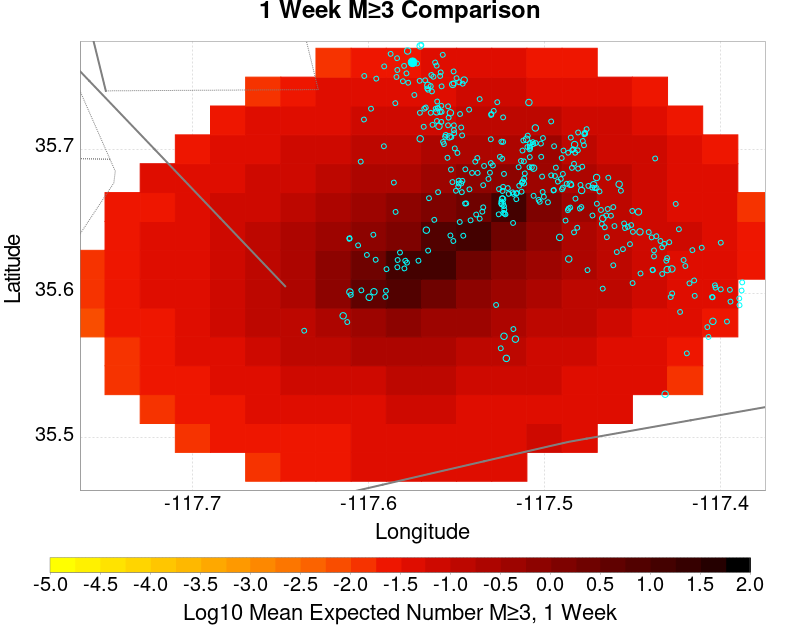 1 Week M≥3 Comparison
35.7
35.6
35.5
Latitude
-117.7 -117.6 -117.5 -117.4
Longitude
-5.0 -4.5 -4.0 -3.5 -3.0 -2.5 -2.0 -1.5 -1.0 -0.5 0.0 0.5 1.0 1.5 2.0
Log10 Mean Expected Number M≥3, 1 Week